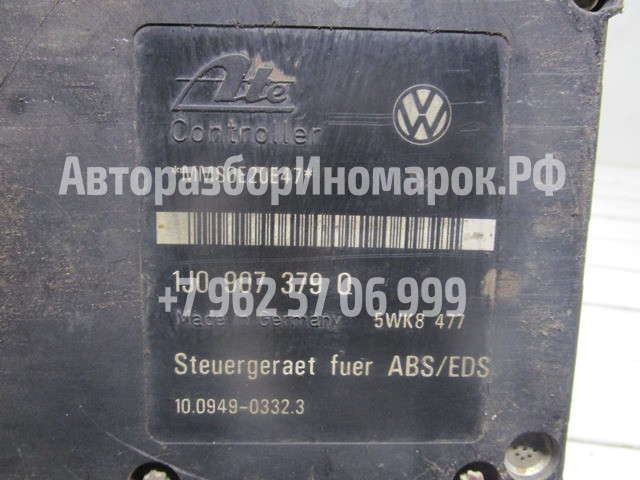 Ate
Controller
*MMS0E20E47*
АвторазборИномарок.РФ
1J0 907 379 Q
+7 962 37 06 999
Made in Germany 5WK8 477
Steuergeraet fuer ABS/EDS
10.0949-0332.3